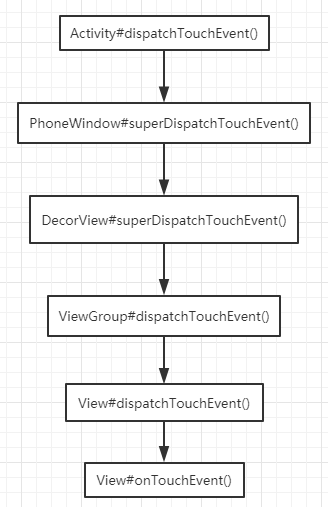 Activity#dispatchTouchEvent()
PhoneWindow#superDispatchTouchEvent()
DecorView#superDispatchTouchEvent()
ViewGroup#dispatchTouchEvent()
View#dispatchTouchEvent()
View#onTouchEvent()